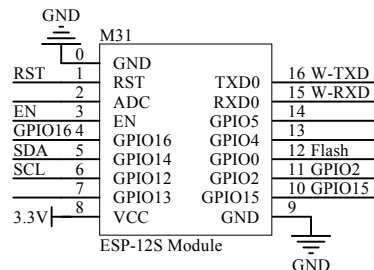 GND
M31
0 GND
RST 1 RST TXD0 16 W-TXD
2 ADC RXD0 15 W-RXD
EN 3 EN GPIO5 14
GPIO16 4 GPIO16 GPIO4 13
SDA 5 GPIO14 GPIO0 12 Flash
SCL 6 GPIO12 GPIO2 11 GPIO2
7 GPIO13 GPIO15 10 GPIO15
3.3V 8 VCC GND 9
ESP-12S Module
GND